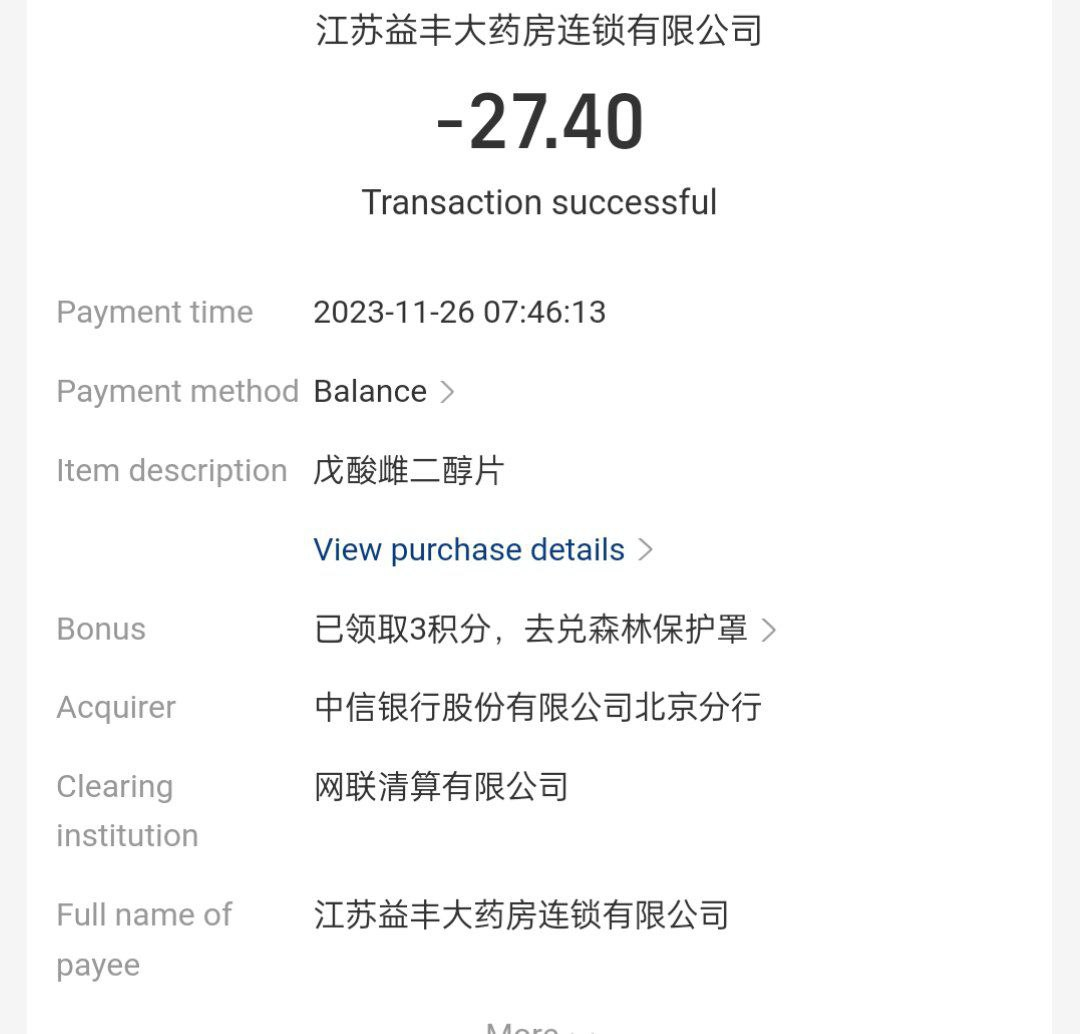 江苏益丰大药房连锁有限公司
-27.40
Transaction successful
Payment time 2023-11-26 07:46:13
Payment method Balance >
Item description 戊酸雌二醇片
View purchase details >
Bonus 已领取3积分，去兑森林保护罩 >
Acquirer 中信银行股份有限公司北京分行
Clearing 网联清算有限公司
institution
Full name of 江苏益丰大药房连锁有限公司
payee
More